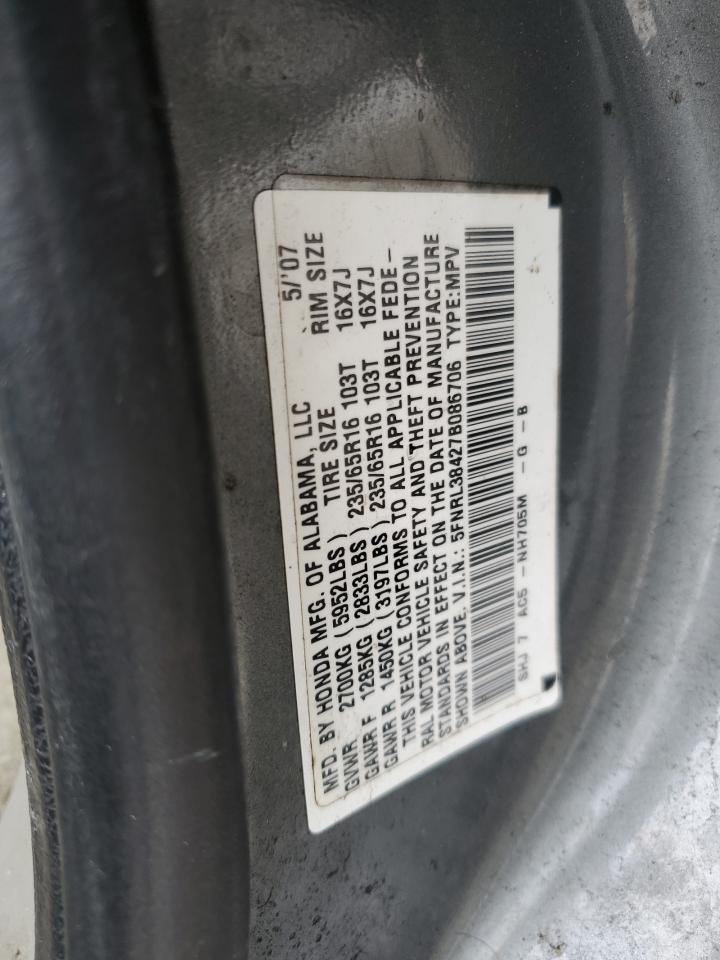 MFD. BY HONDA MFG. OF ALABAMA, LLC 5/'07
TIRE SIZE RIM SIZE
GVWR 2700KG (5952LBS)
GAWR F 1285KG (2833LBS) 235/65R16 103T 16X7J
GAWR R 1450KG (3197LBS) 235/65R16 103T 16X7J
THIS VEHICLE CONFORMS TO ALL APPLICABLE FEDE-
RAL MOTOR VEHICLE SAFETY AND THEFT PREVENTION
STANDARDS IN EFFECT ON THE DATE OF MANUFACTURE
SHOWN ABOVE. V.I.N.: 5FNRL38427B086706 TYPE:MPV
SHJ 7 AC5 - NH705M - G - B